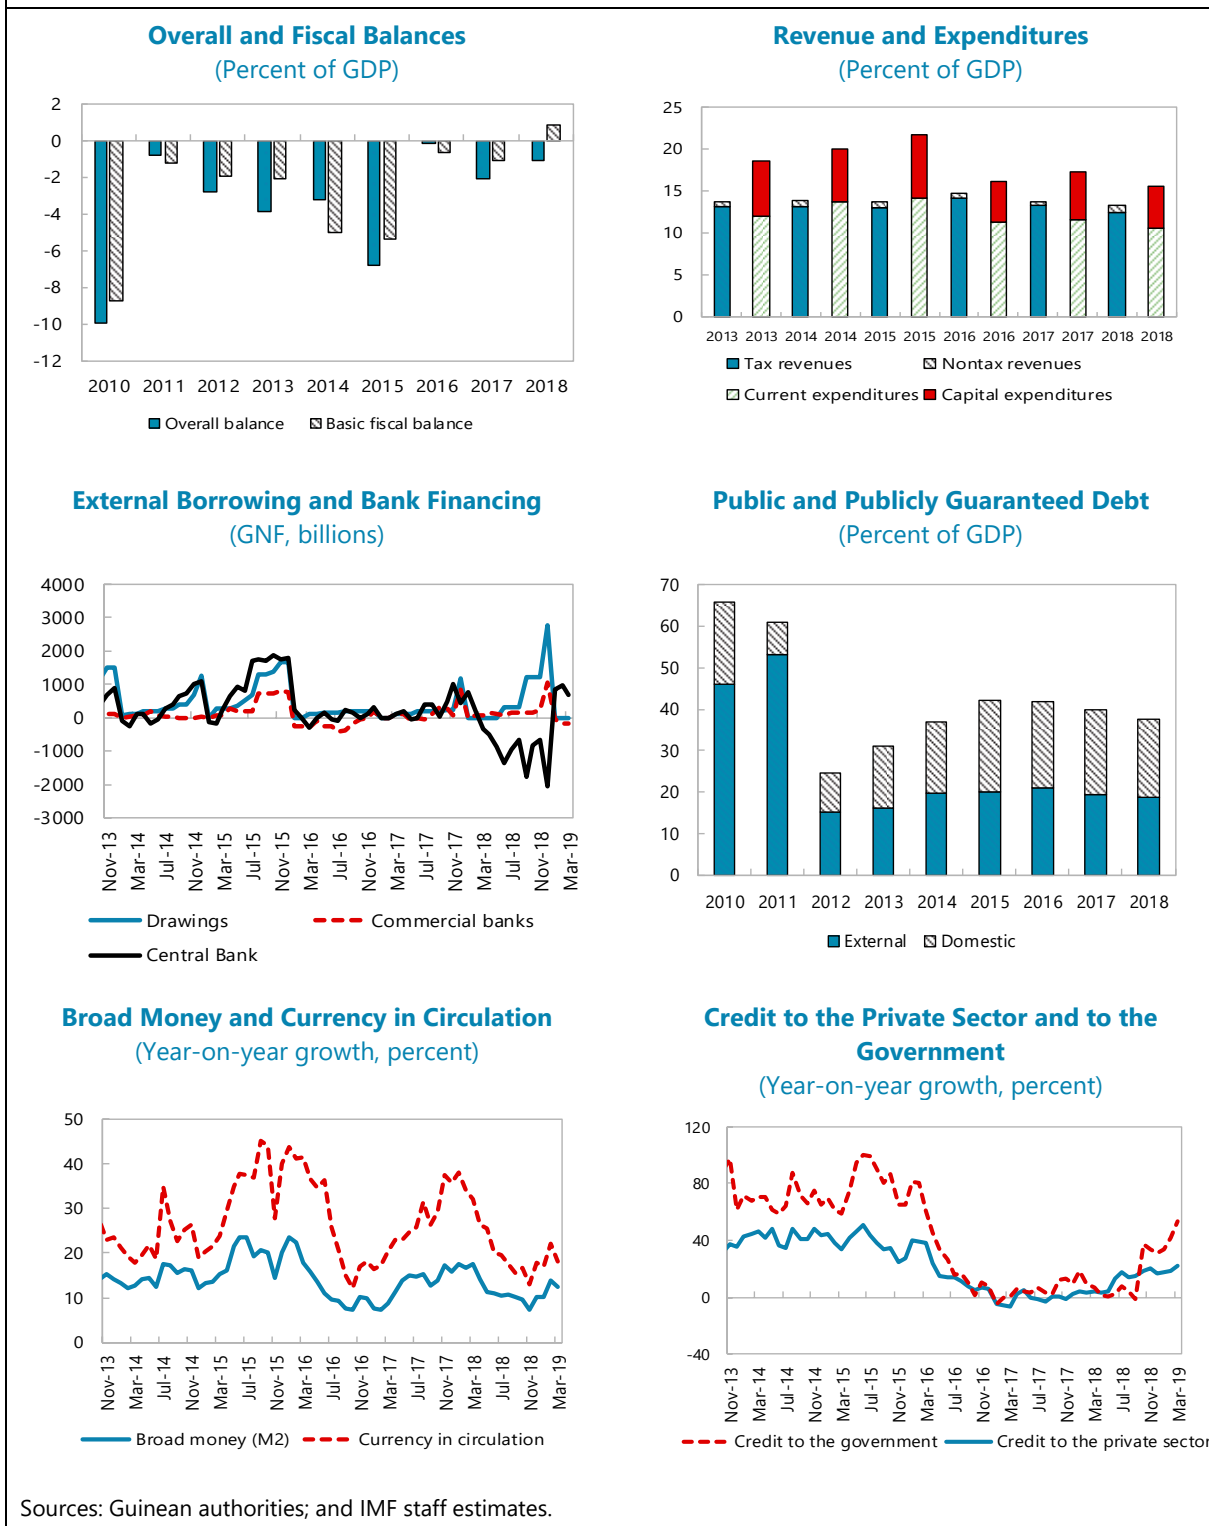 Overall and Fiscal Balances
(Percent of GDP)
2
0
-2
-4
-6
-8
-10
-12
2010 2011 2012 2013 2014 2015 2016 2017 2018
Overall balance Basic fiscal balance
Revenue and Expenditures
(Percent of GDP)
25
20
15
10
5
0
2013 2013 2014 2014 2015 2015 2016 2016 2017 2017 2018 2018
Tax revenues Nontax revenues
Current expenditures Capital expenditures
External Borrowing and Bank Financing
(GNF, billions)
4000
3000
2000
1000
0
-1000
-2000
-3000
Nov-13 Mar-14 Jul-14 Nov-14 Mar-15 Jul-15 Nov-15 Mar-16 Jul-16 Nov-16 Mar-17 Jul-17 Nov-17 Mar-18 Jul-18 Nov-18 Mar-19
Drawings Commercial banks
Central Bank
Public and Publicly Guaranteed Debt
(Percent of GDP)
70
60
50
40
30
20
10
0
2010 2011 2012 2013 2014 2015 2016 2017 2018
External Domestic
Broad Money and Currency in Circulation
(Year-on-year growth, percent)
50
40
30
20
10
0
Nov-13 Mar-14 Jul-14 Nov-14 Mar-15 Jul-15 Nov-15 Mar-16 Jul-16 Nov-16 Mar-17 Jul-17 Nov-17 Mar-18 Jul-18 Nov-18 Mar-19
Broad money (M2) Currency in circulation
Credit to the Private Sector and to the
Government
(Year-on-year growth, percent)
120
80
40
0
-40
Nov-13 Mar-14 Jul-14 Nov-14 Mar-15 Jul-15 Nov-15 Mar-16 Jul-16 Nov-16 Mar-17 Jul-17 Nov-17 Mar-18 Jul-18 Nov-18 Mar-19
Credit to the government Credit to the private sector
Sources: Guinean authorities; and IMF staff estimates.